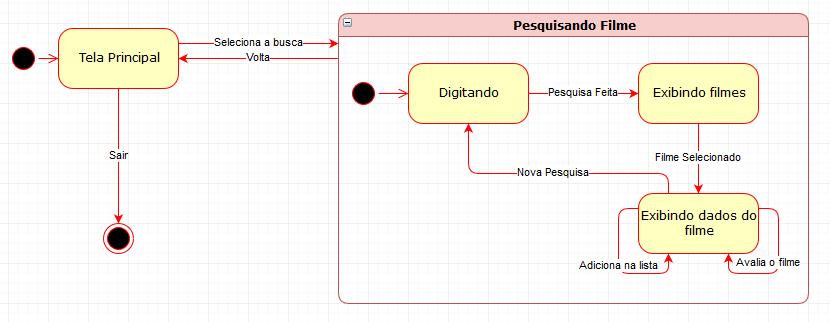 Pesquisando Filme
Tela Principal
Seleciona a busca
Volta
Digitando
Pesquisa Feita
Exibindo filmes
Sair
Filme Selecionado
Nova Pesquisa
Exibindo dados do
filme
Adiciona na lista
Avalia o filme